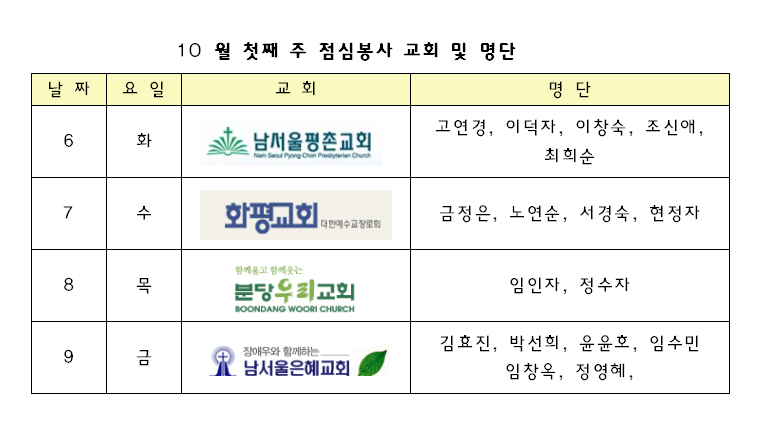 10 월 첫째 주 점심봉사 교회 및 명단
날 짜 요 일 교 회 명 단
6 화 남서울평촌교회 고연경, 이덕자, 이창숙, 조신애,
Nam Seoul Pyong-Chon Presbyterian Church 최희순
7 수 화평교회 대한예수교장로회 금정은, 노연순, 서경숙, 현정자
함께울고 함께웃는
8 목 분당우리교회 임인자, 정수자
BOONDANG WOORI CHURCH
9 금 장애우와 함께하는 김효진, 박선희, 윤윤호, 임수민
남서울은혜교회 임창옥, 정영혜,